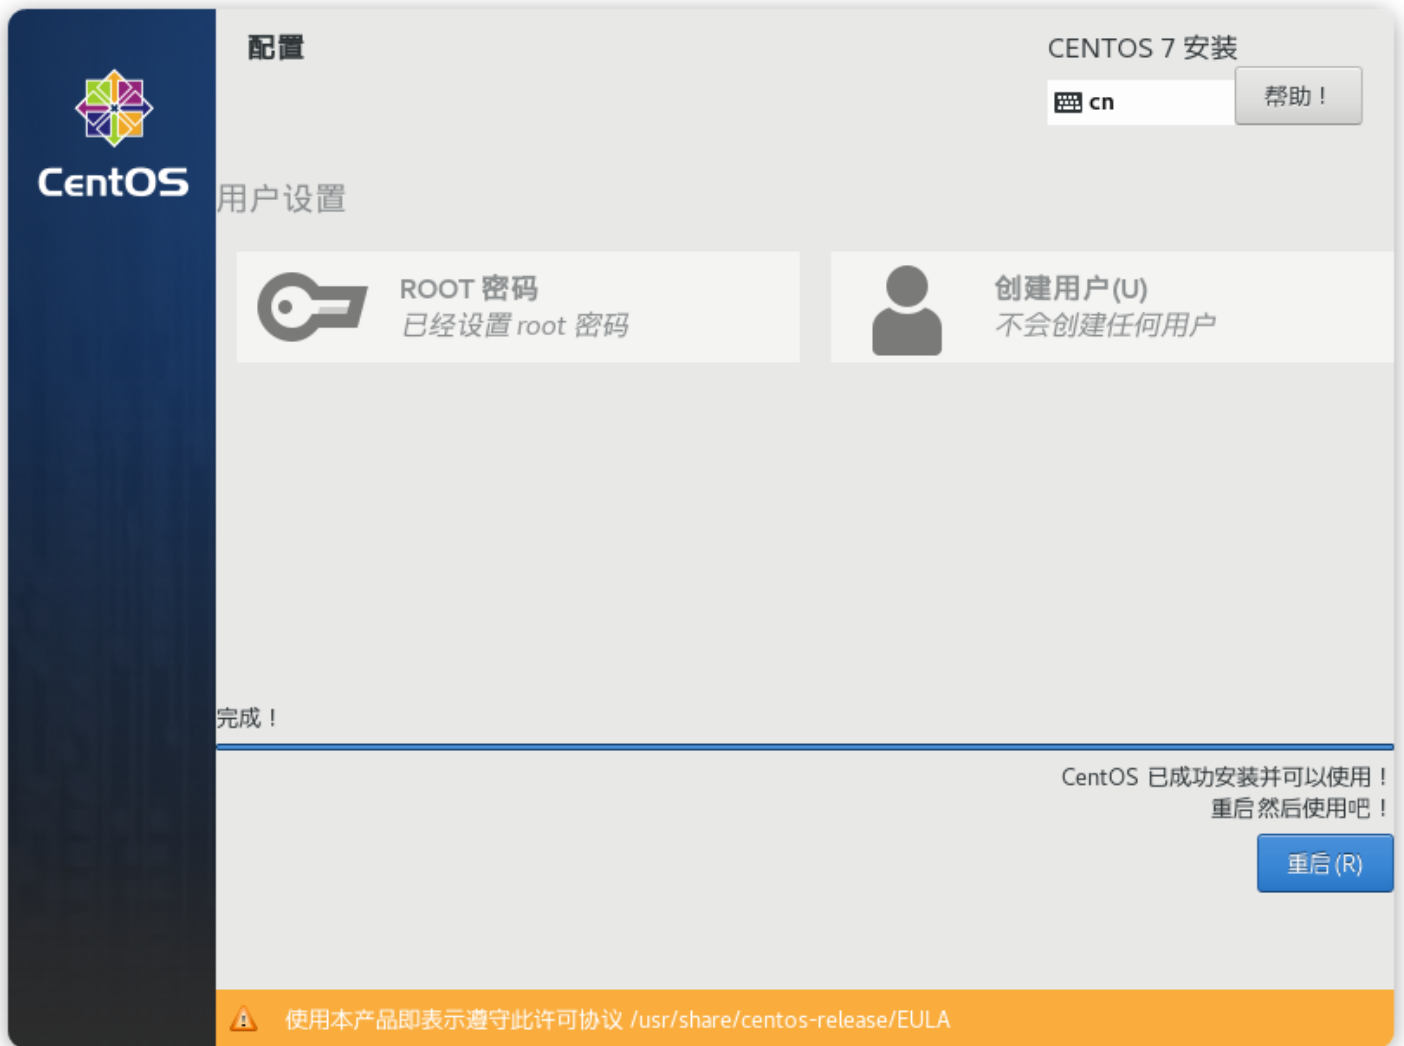 CentOS
配置
CENTOS 7 安装
cn
帮助！
用户设置
ROOT 密码
已经设置 root 密码
创建用户(U)
不会创建任何用户
完成！
CentOS 已成功安装并可以使用！
重启然后使用吧！
重启(R)
使用本产品即表示遵守此许可协议 /usr/share/centos-release/EULA